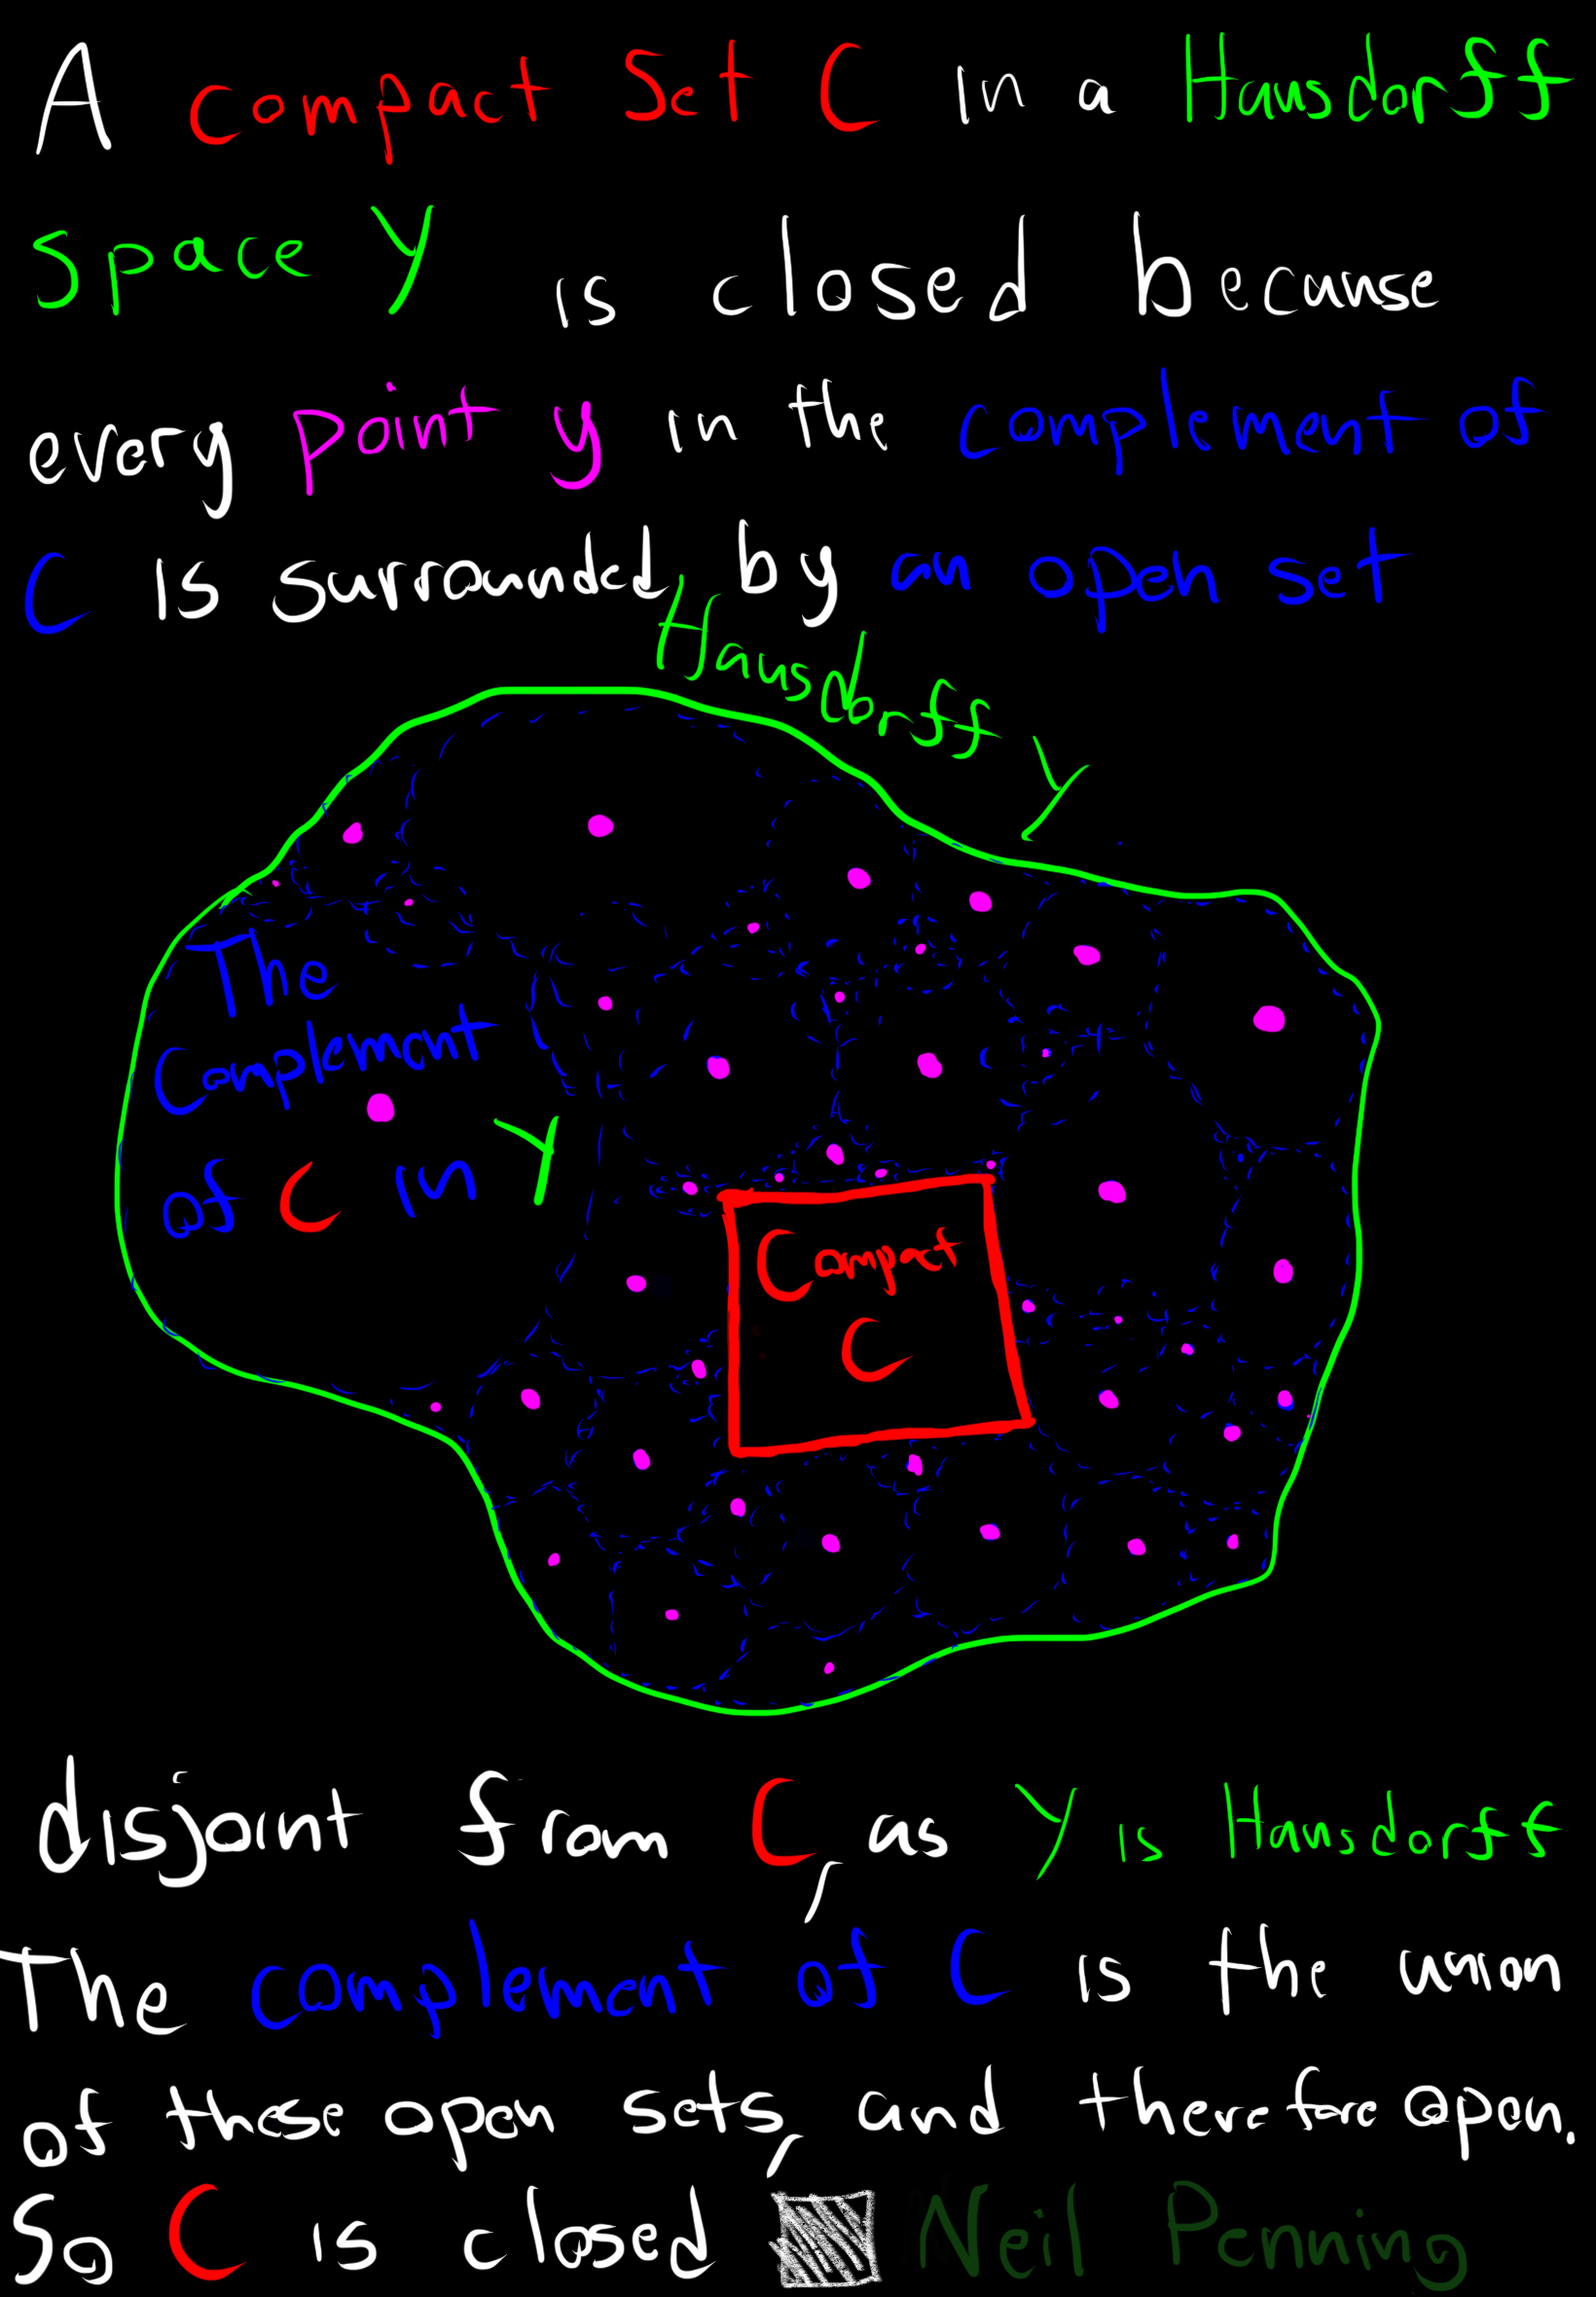 A Compact Set C in a Hausdorff
Space Y is closed because
every point y in the complement of
C is surrounded by an open set
Hausdorff Y
The
Complement
of C in Y
Compact
C
disjoint from C, as Y is Hausdorff
The complement of C is the union
of these open sets, and therefore open.
So C is closed Neil Penning